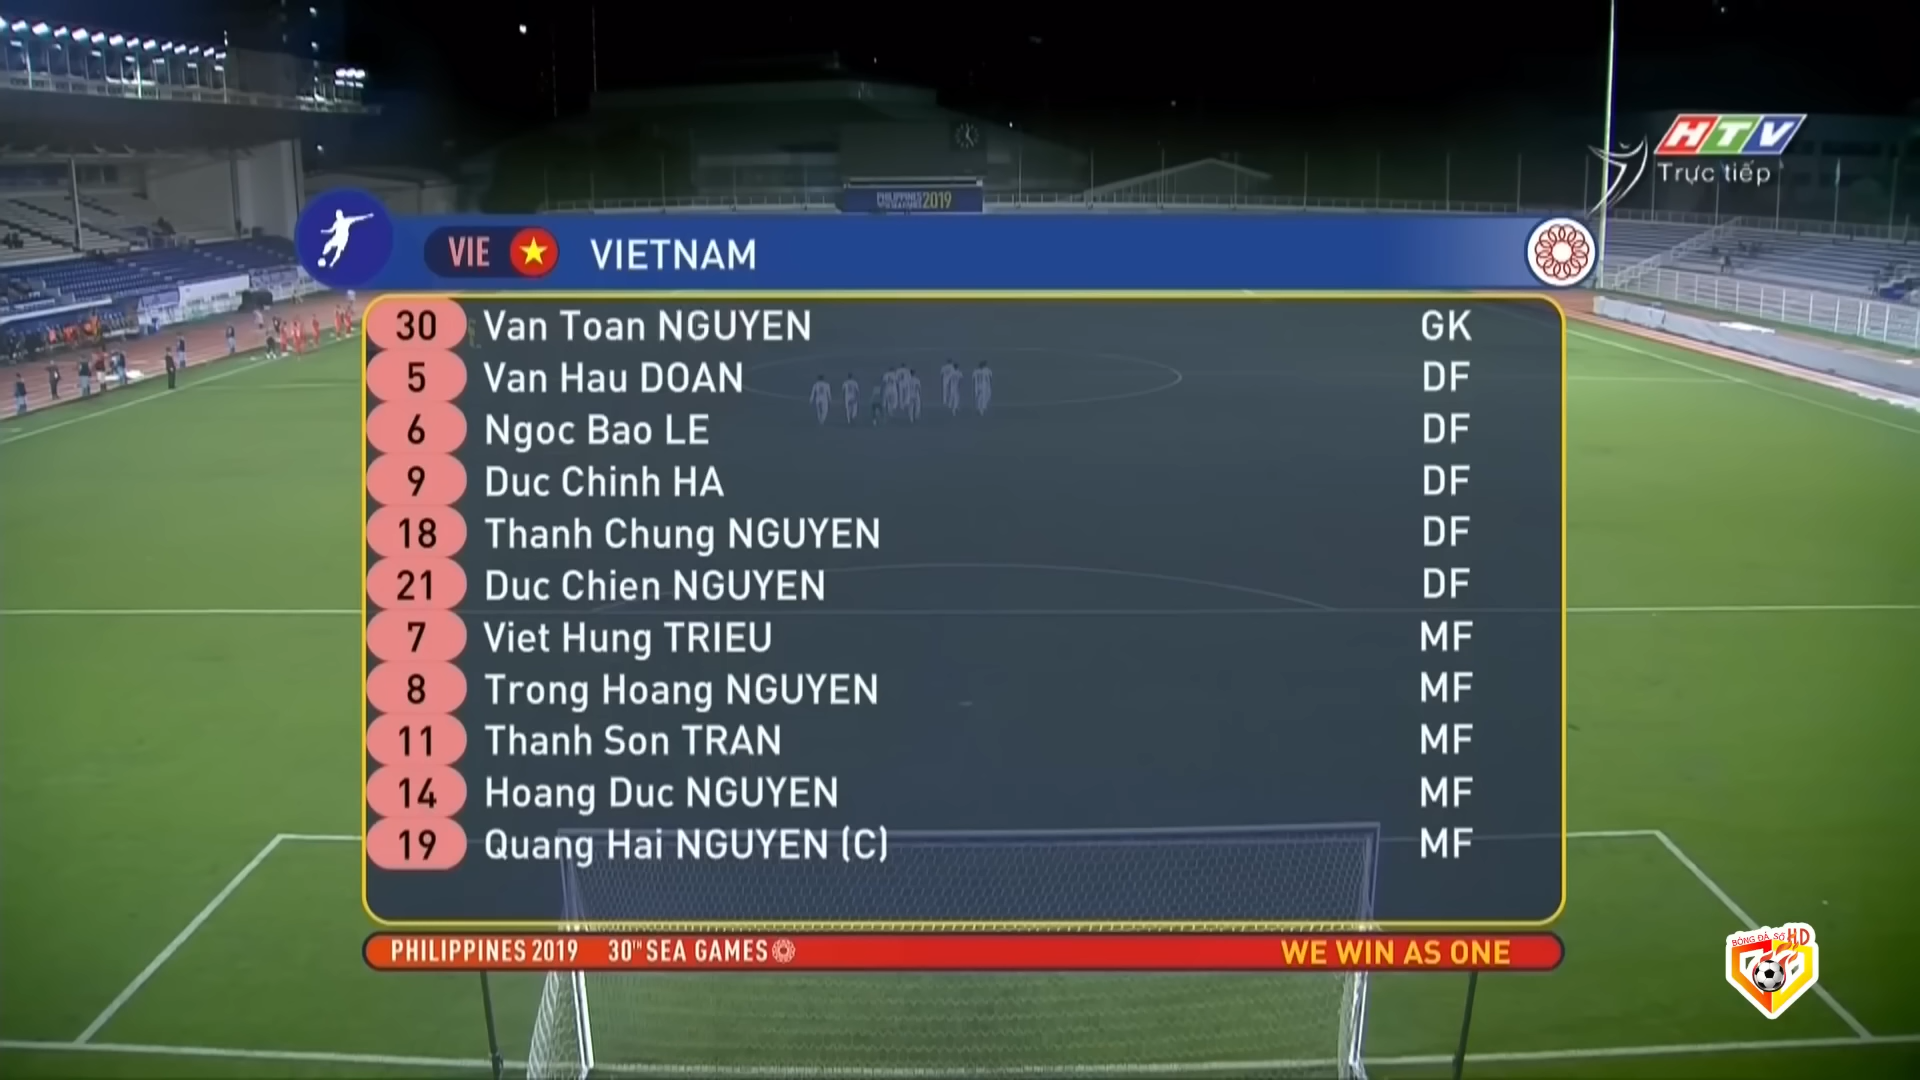 HTV
Trực tiếp
PHILIPPINES 2019
VIE VIETNAM
30 Van Toan NGUYEN GK
5 Van Hau DOAN DF
6 Ngoc Bao LE DF
9 Duc Chinh HA DF
18 Thanh Chung NGUYEN DF
21 Duc Chien NGUYEN DF
7 Viet Hung TRIEU MF
8 Trong Hoang NGUYEN MF
11 Thanh Son TRAN MF
14 Hoang Duc NGUYEN MF
19 Quang Hai NGUYEN (C) MF
PHILIPPINES 2019 30TH SEA GAMES WE WIN AS ONE
BÓNG ĐÁ SỐ HD